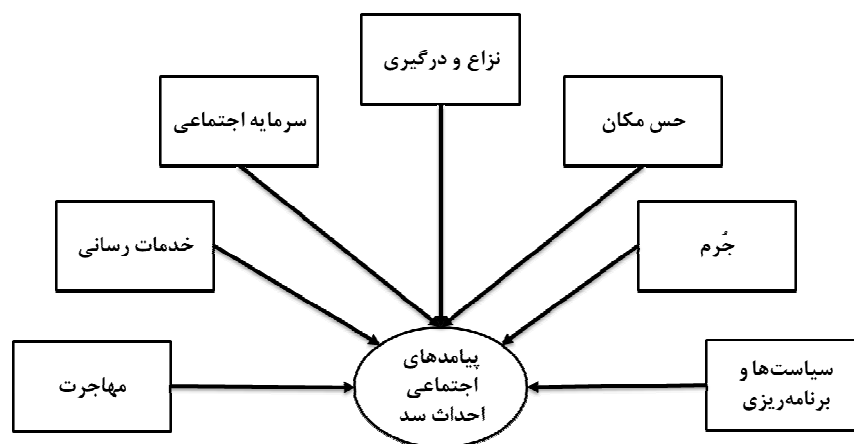 نزاع و درگیری
سرمایه اجتماعی
حس مکان
خدمات رسانی
جُرم
مهاجرت
پیامدهای
اجتماعی
احداث سد
سیاست‌ها و
برنامه‌ریزی